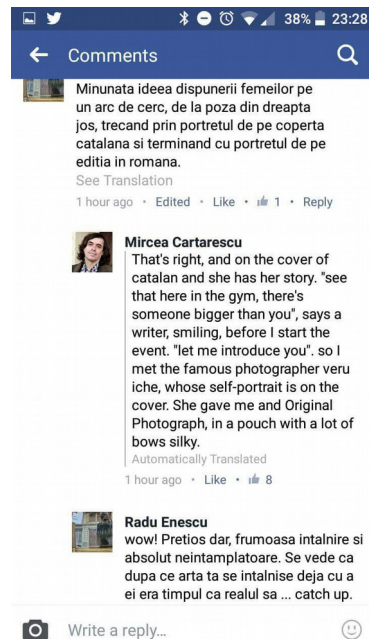 38% 23:28
Comments
Minunata ideea dispunerii femeilor pe
un arc de cerc, de la poza din dreapta
jos, trecand prin portretul de pe coperta
catalana si terminand cu portretul de pe
editia in romana.
See Translation
1 hour ago · Edited · Like · 1 · Reply
Mircea Cartarescu
That's right, and on the cover of
catalan and she has her story. "see
that here in the gym, there's
someone bigger than you", says a
writer, smiling, before I start the
event. "let me introduce you". so I
met the famous photographer veru
iche, whose self-portrait is on the
cover. She gave me and Original
Photograph, in a pouch with a lot of
bows silky.
Automatically Translated
1 hour ago · Like · 8
Radu Enescu
wow! Pretios dar, frumoasa intalnire si
absolut neintamplatoare. Se vede ca
dupa ce arta ta se intalnise deja cu a
ei era timpul ca realul sa ... catch up.
Write a reply...